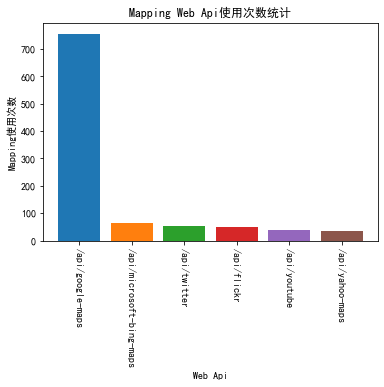 Mapping Web Api使用次数统计
Mapping使用次数
700
600
500
400
300
200
100
0
/api/google-maps
/api/microsoft-bing-maps
/api/twitter
/api/flickr
/api/youtube
/api/yahoo-maps
Web Api